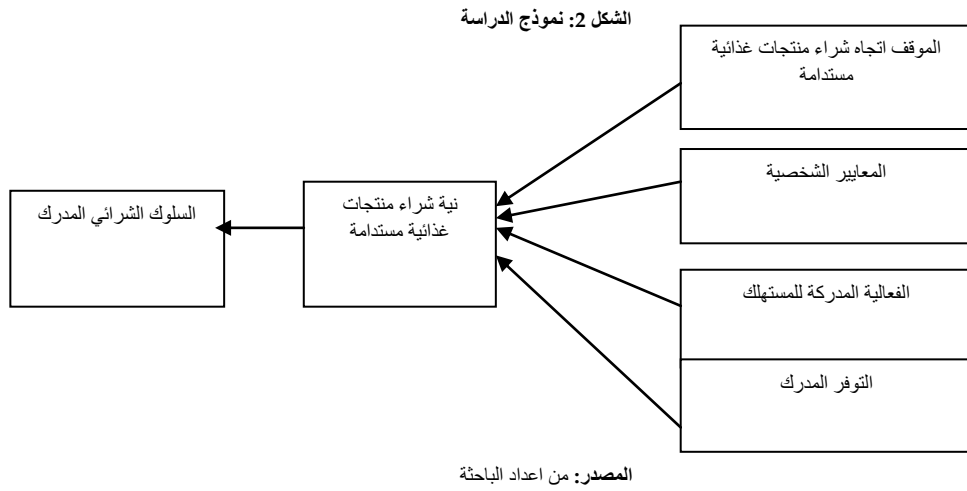 الشكل 2: نموذج الدراسة
الموقف اتجاه شراء منتجات غذائية
مستدامة
المعايير الشخصية
نية شراء منتجات
غذائية مستدامة
السلوك الشرائي المدرك
الفعالية المدركة للمستهلك
التوفر المدرك
المصدر: من اعداد الباحثة